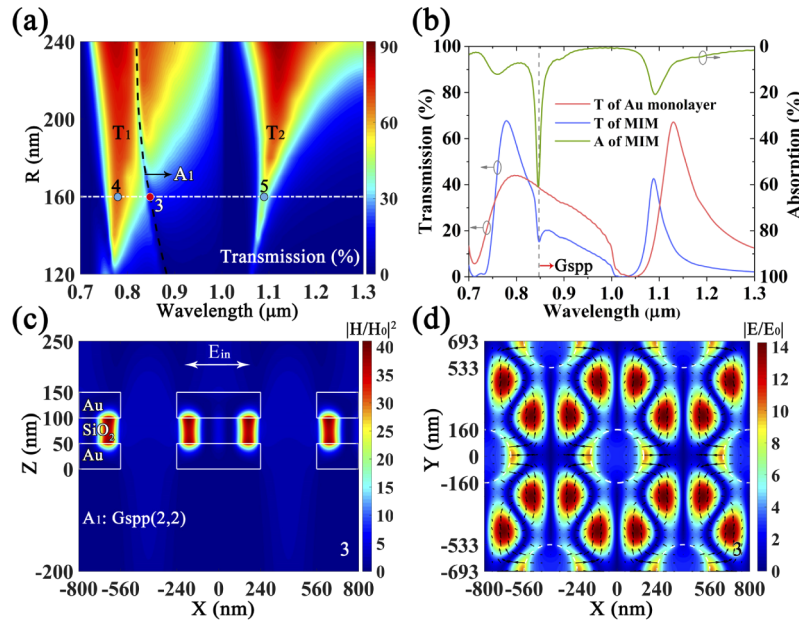 (a)
240
220
200
180
160
140
120
R (nm)
T1
T2
A1
4
3
5
Transmission (%)
0.7 0.8 0.9 1.0 1.1 1.2 1.3
Wavelength (μm)
90
60
30
0
(b)
100
80
60
40
20
0
Transmission (%)
T of Au monolayer
T of MIM
A of MIM
Gspp
0.7 0.8 0.9 1.0 1.1 1.2 1.3
Wavelength (μm)
0
20
40
60
80
100
Absorption (%)
(c)
|H/H0|²
250
150
100
50
0
-200
Z (nm)
Ein
Au
SiO2
Au
A1: Gspp(2,2)
3
-800 -560 -240 0 240 560 800
X (nm)
40
35
30
25
20
15
10
5
0
(d)
|E/E0|
693
533
160
0
-160
-533
-693
Y (nm)
3
-800 -560 -240 0 240 560 800
X (nm)
14
12
10
8
6
4
2
0